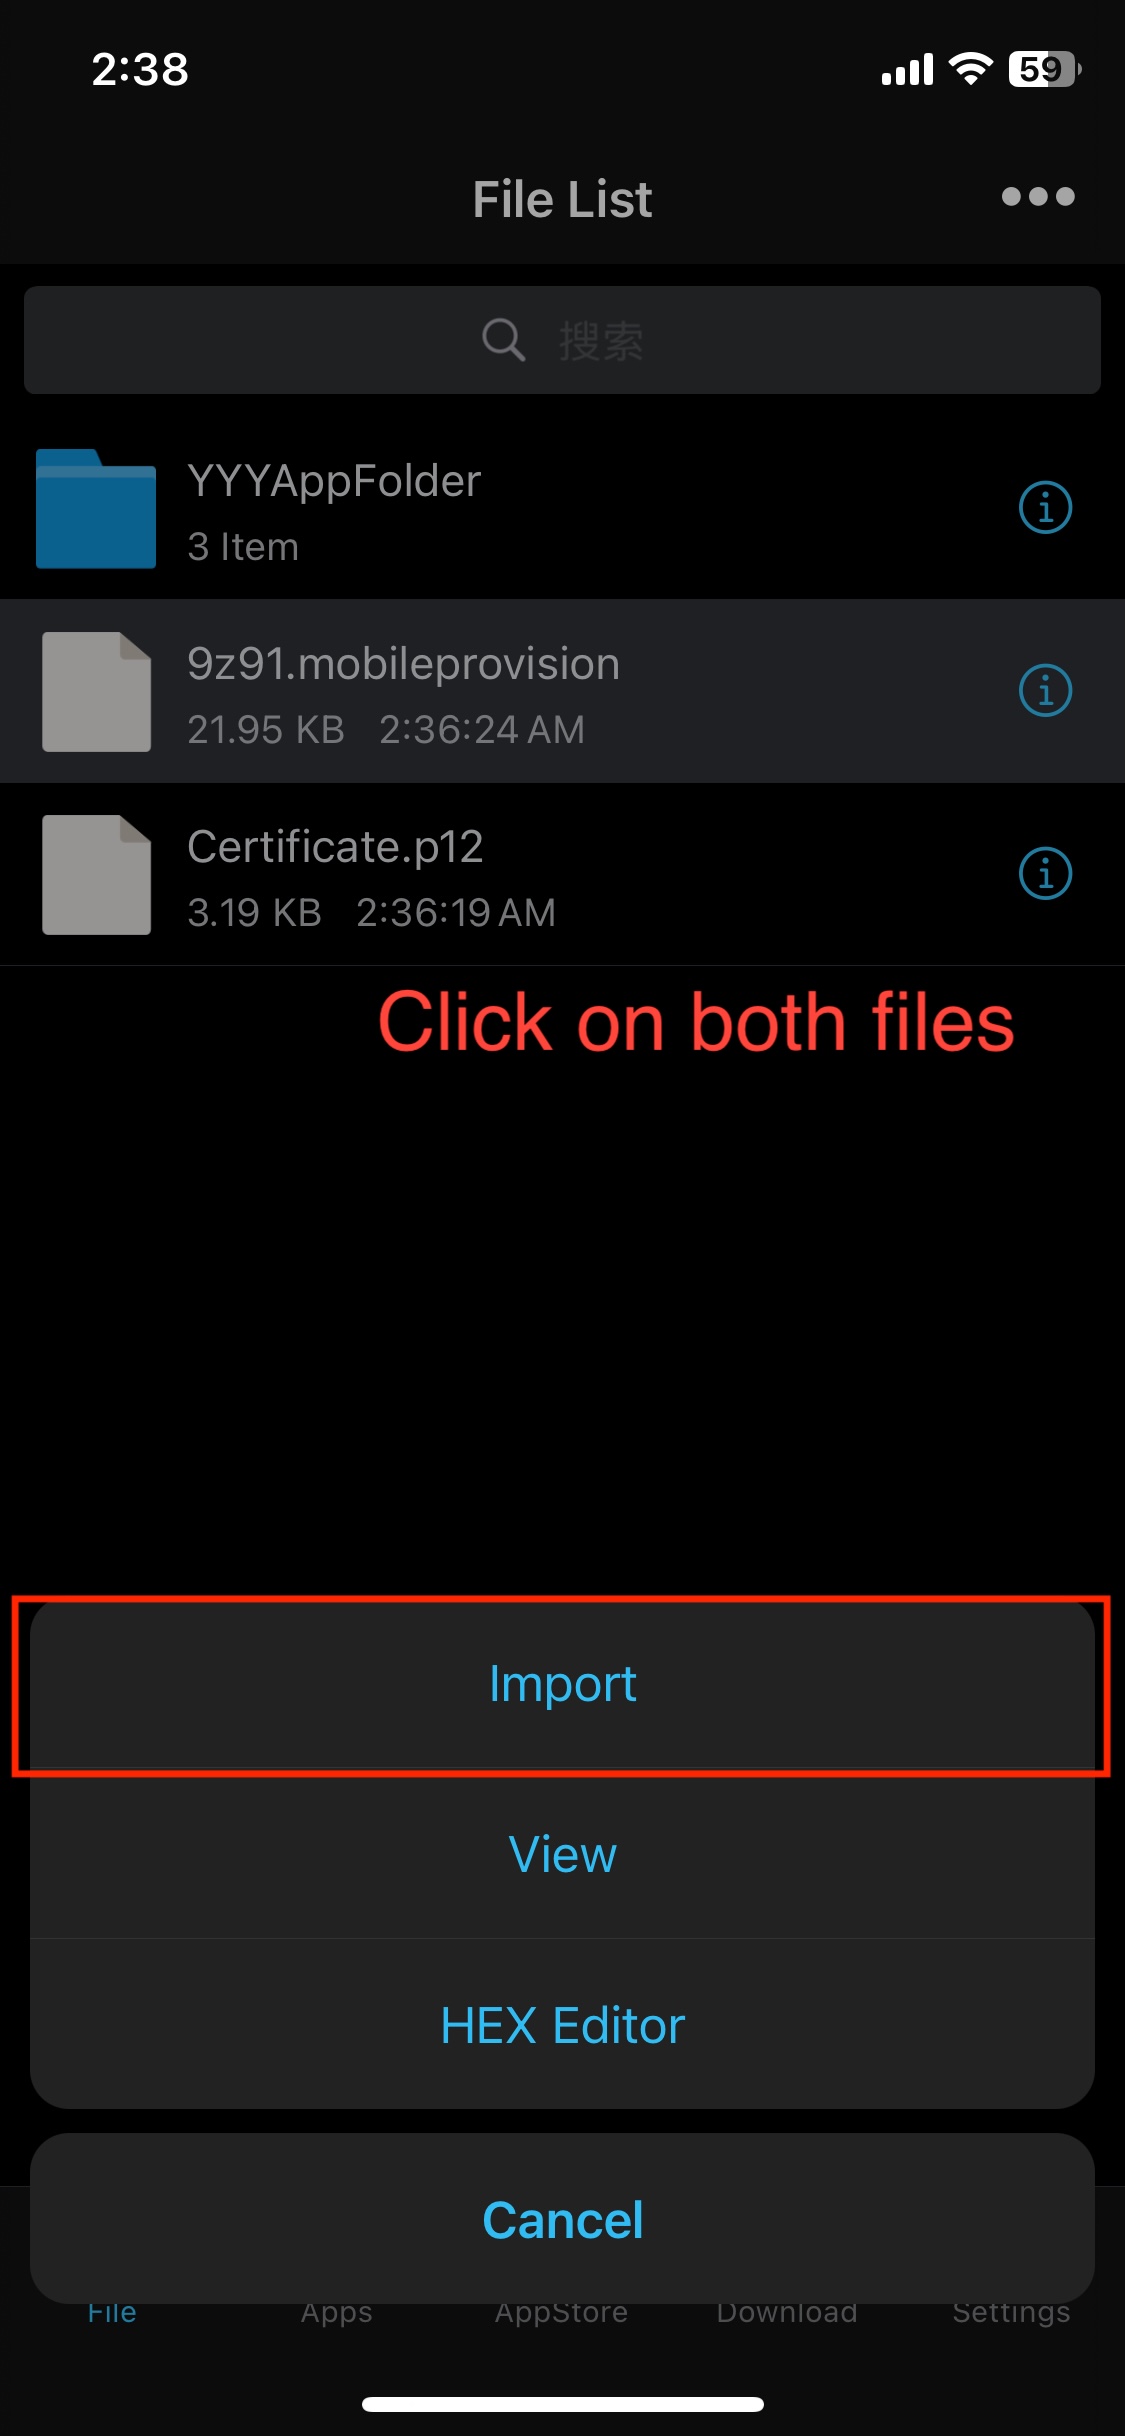 2:38
59
File List
搜索
YYYAppFolder
3 Item
9z91.mobileprovision
21.95 KB 2:36:24 AM
Certificate.p12
3.19 KB 2:36:19 AM
Click on both files
Import
View
HEX Editor
Cancel
File Apps AppStore Download Settings